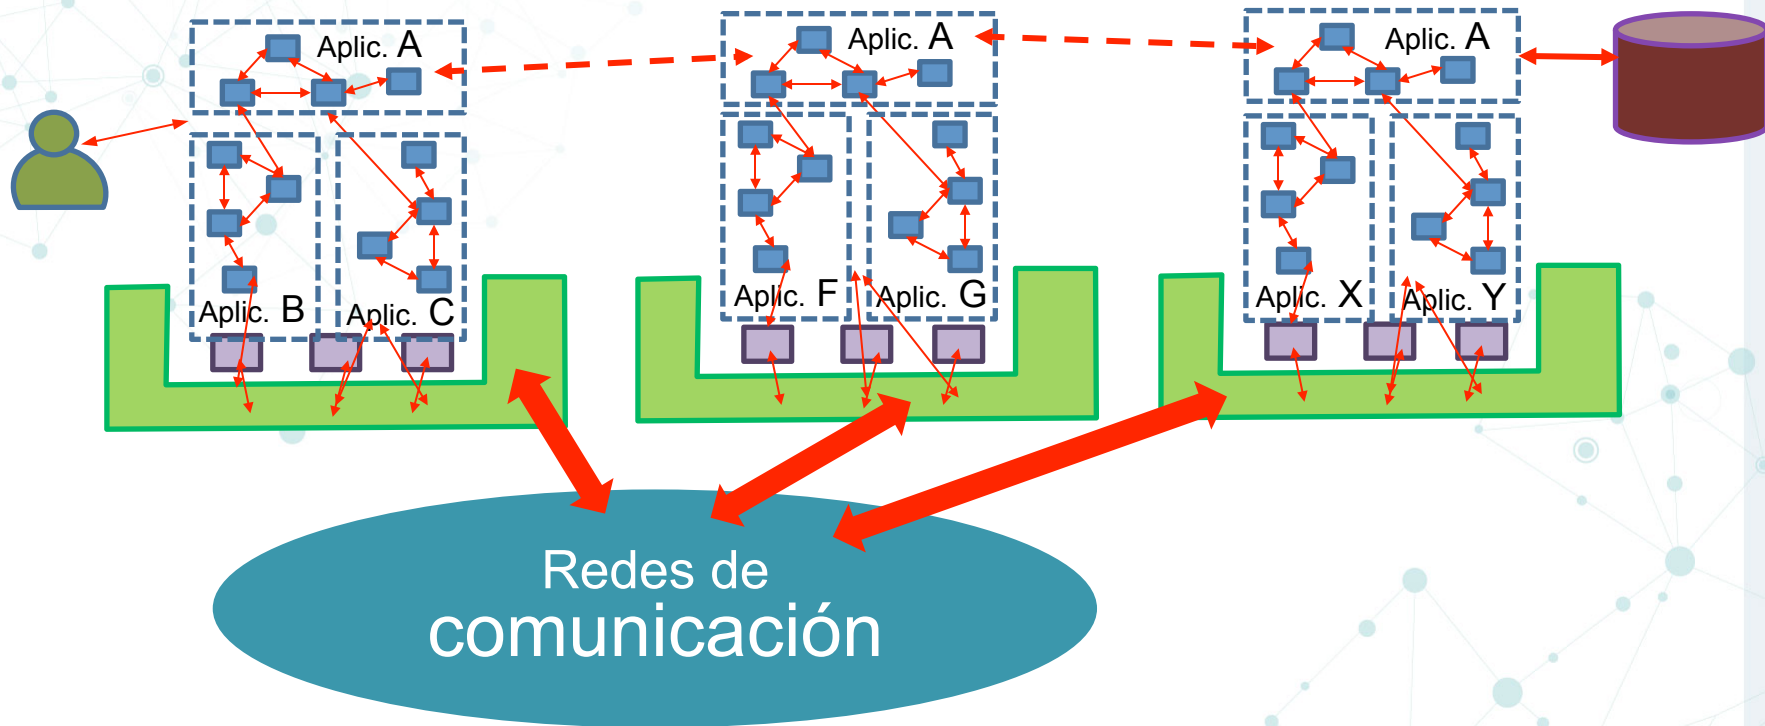 Aplic. A
Aplic. A
Aplic. A
Aplic. B
Aplic. C
Aplic. F
Aplic. G
Aplic. X
Aplic. Y
Redes de
comunicación